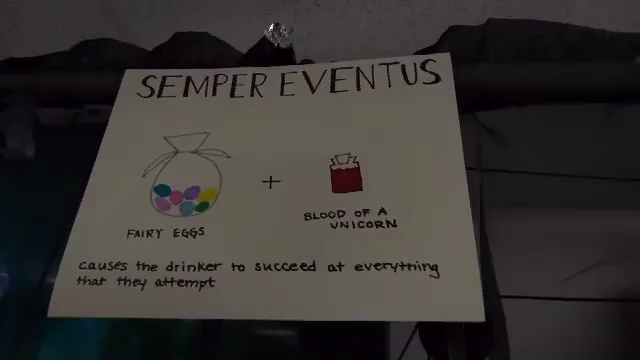 SEMPER EVENTUS
+
FAIRY EGGS
BLOOD OF A
UNICORN
causes the drinker to succeed at everything
that they attempt